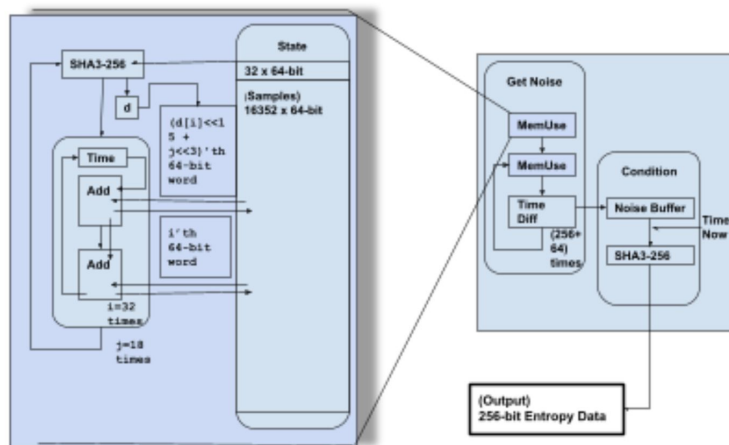 State
SHA3-256
32 x 64-bit
d
(Samples)
16352 x 64-bit
(d[i]<<1
5 +
j<<3)'th
64-bit
word
Time
Add
i'th
64-bit
word
Add
i=32
times
j=18
times
Get Noise
MemUse
MemUse
Time
Diff
(256+
64)
times
Condition
Noise Buffer
Time
Now
SHA3-256
(Output)
256-bit Entropy Data